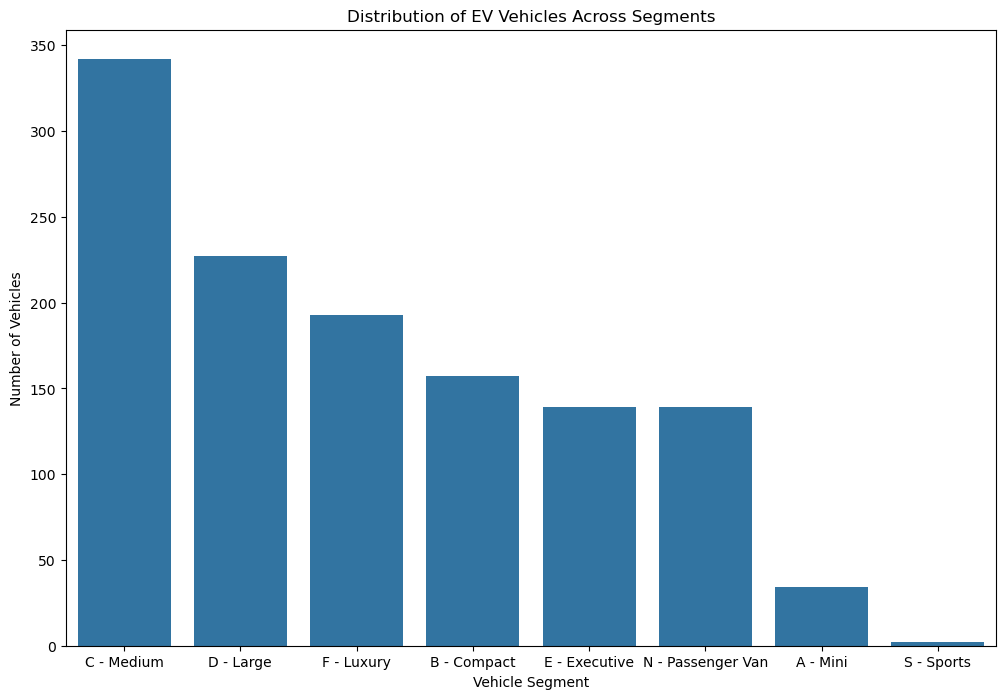 Distribution of EV Vehicles Across Segments
350
300
250
200
150
100
50
0
Number of Vehicles
C - Medium
D - Large
F - Luxury
B - Compact
E - Executive
N - Passenger Van
A - Mini
S - Sports
Vehicle Segment